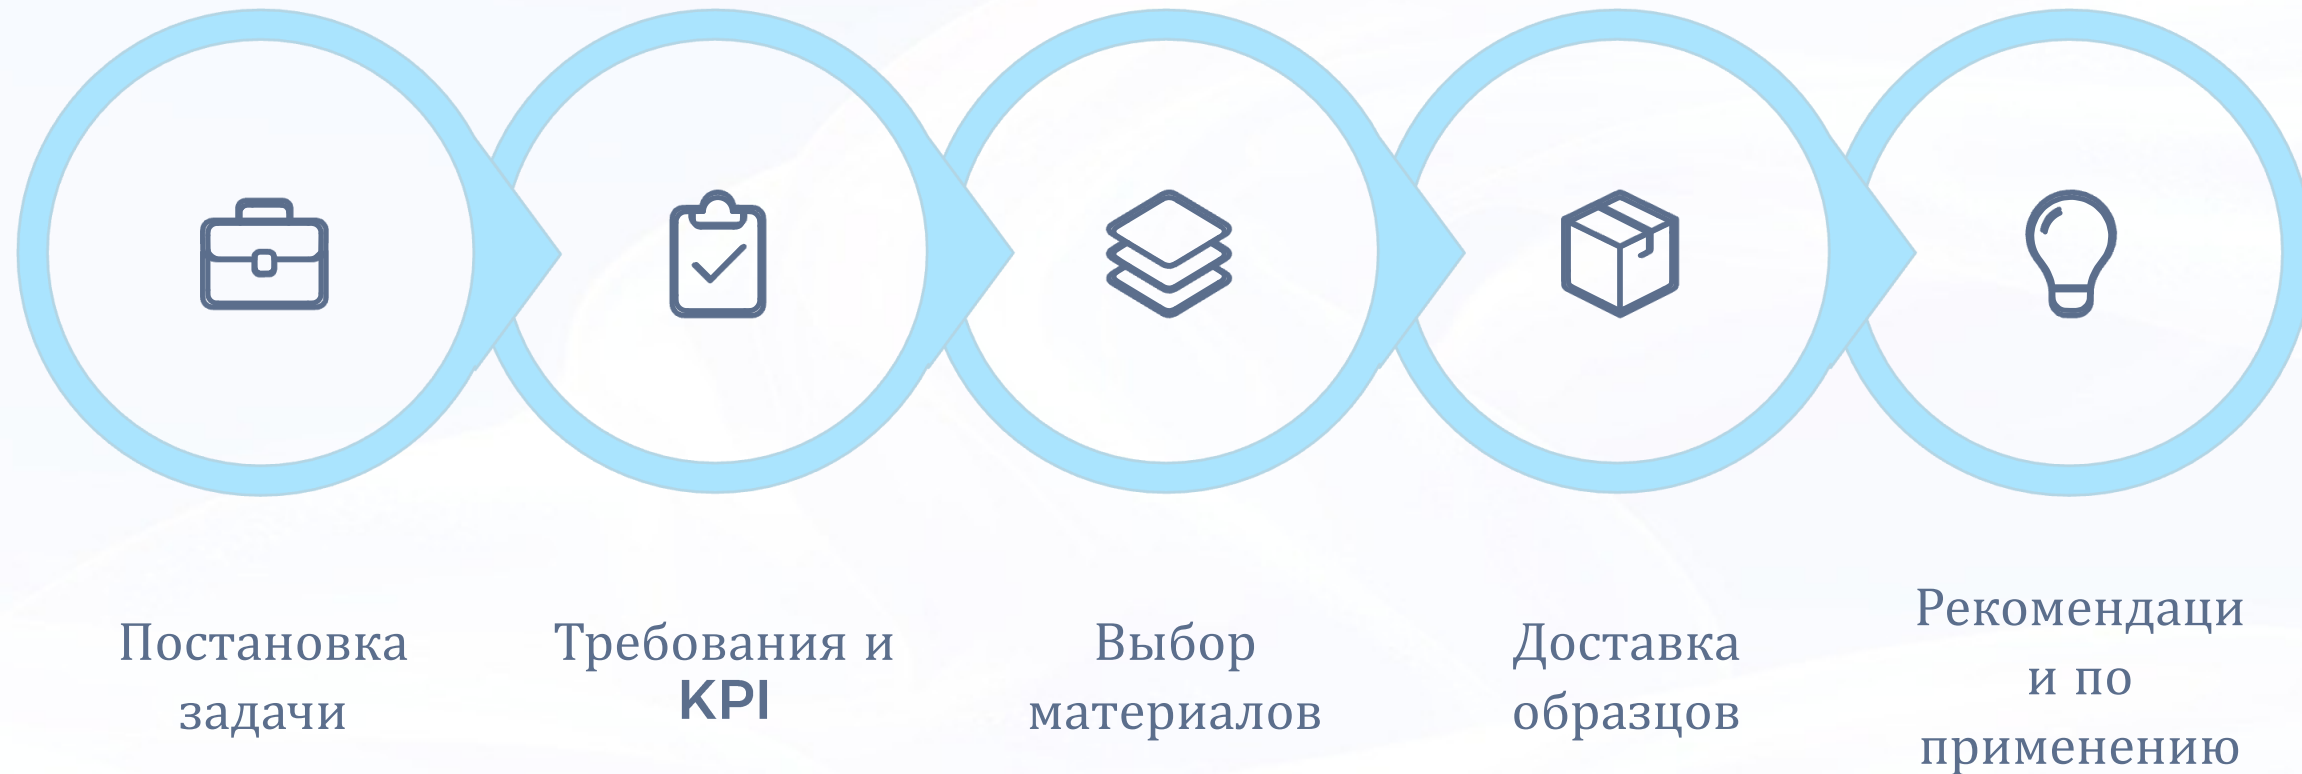 Постановка
задачи
Требования и
KPI
Выбор
материалов
Доставка
образцов
Рекомендаци
и по
применению